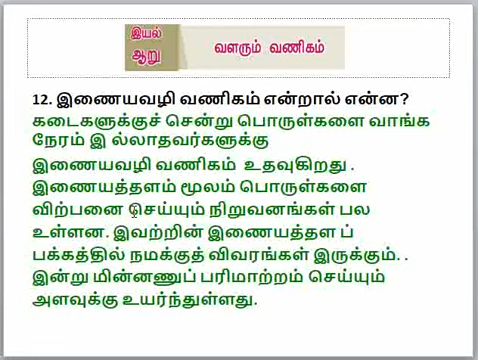 இயல்
ஆறு
வளரும் வணிகம்
12. இணையவழி வணிகம் என்றால் என்ன?
கடைகளுக்குச் சென்று பொருள்களை வாங்க
நேரம் இ ல்லாதவர்களுக்கு
இணையவழி வணிகம் உதவுகிறது .
இணையத்தளம் மூலம் பொருள்களை
விற்பனை செய்யும் நிறுவனங்கள் பல
உள்ளன. இவற்றின் இணையத்தள ப்
பக்கத்தில் நமக்குத் விவரங்கள் இருக்கும். .
இன்று மின்னணுப் பரிமாற்றம் செய்யும்
அளவுக்கு உயர்ந்துள்ளது.